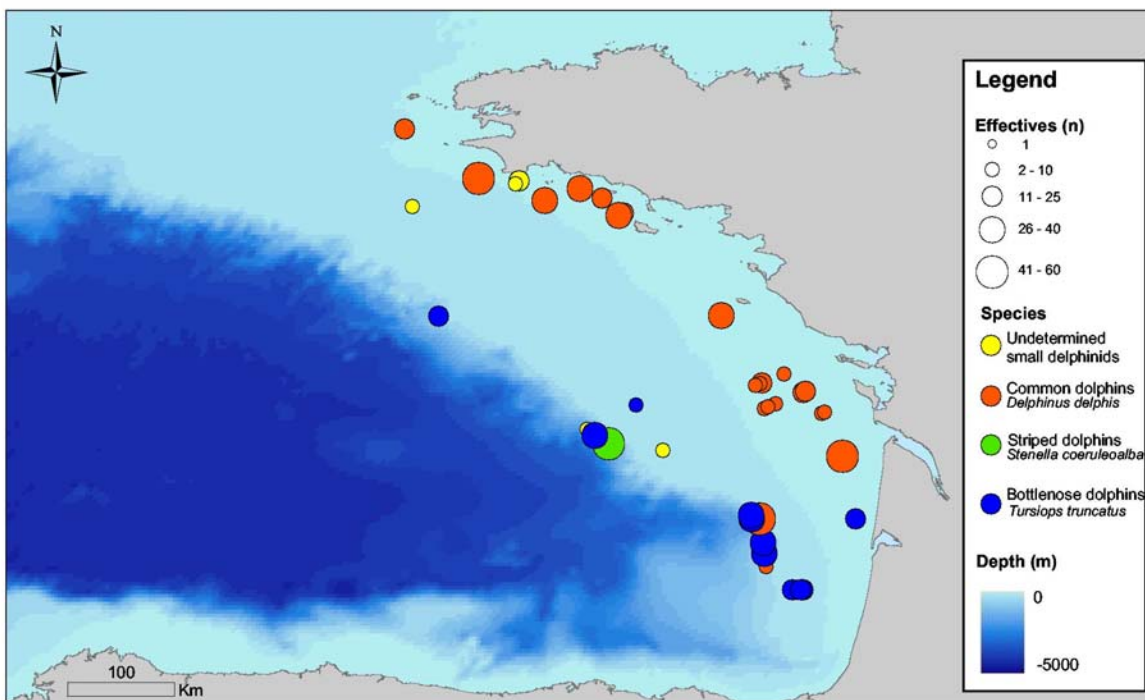 N
Legend
Effectives (n)
1
2 - 10
11 - 25
26 - 40
41 - 60
Species
Undetermined
small delphinids
Common dolphins
Delphinus delphis
Striped dolphins
Stenella coeruleoalba
Bottlenose dolphins
Tursiops truncatus
Depth (m)
0
-5000
100
Km